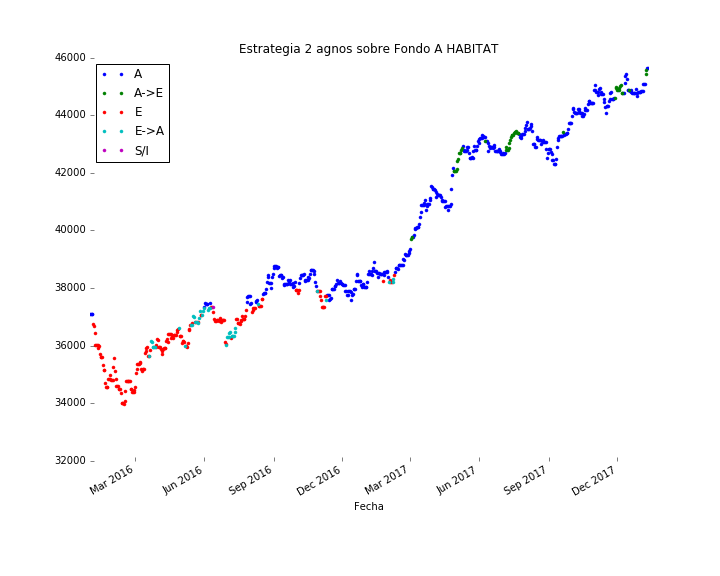 Estrategia 2 agnos sobre Fondo A HABITAT
46000
44000
42000
40000
38000
36000
34000
32000
A
A->E
E
E->A
S/I
Mar 2016
Jun 2016
Sep 2016
Dec 2016
Mar 2017
Jun 2017
Sep 2017
Dec 2017
Fecha